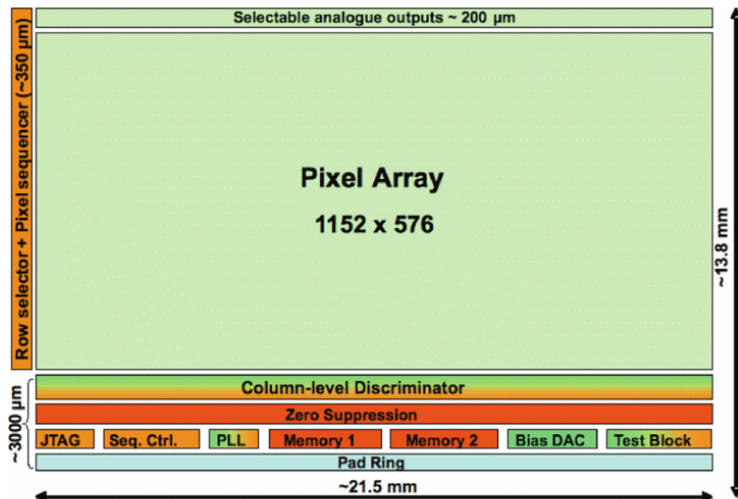 Selectable analogue outputs ~ 200 µm
Row selector + Pixel sequencer (~350 µm)
Pixel Array
1152 x 576
~13.8 mm
Column-level Discriminator
Zero Suppression
~3000 µm
JTAG Seq. Ctrl. PLL Memory 1 Memory 2 Bias DAC Test Block
Pad Ring
~21.5 mm